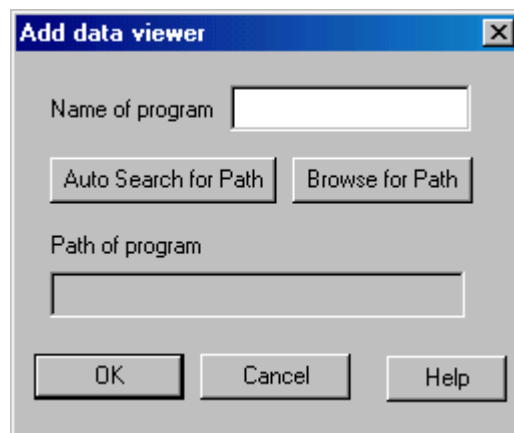 Add data viewer
Name of program
Auto Search for Path Browse for Path
Path of program
OK Cancel Help